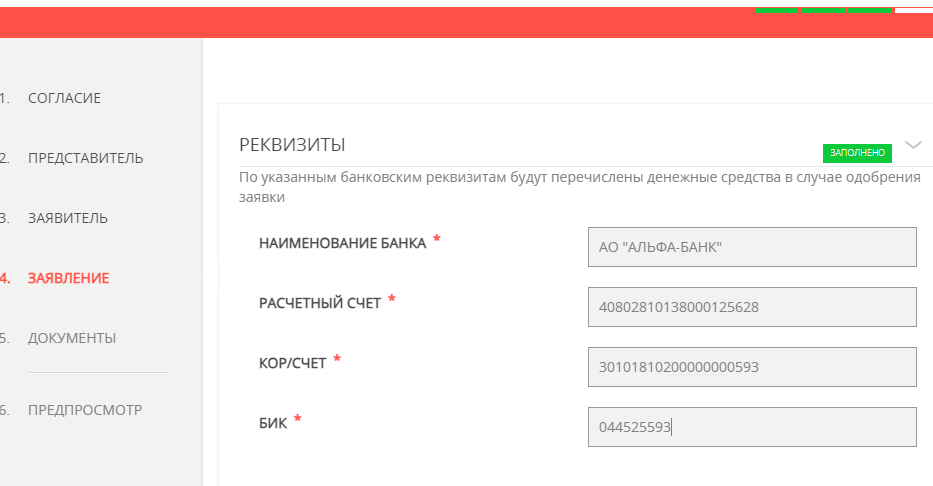 1. СОГЛАСИЕ
2. ПРЕДСТАВИТЕЛЬ
3. ЗАЯВИТЕЛЬ
4. ЗАЯВЛЕНИЕ
5. ДОКУМЕНТЫ
6. ПРЕДПРОСМОТР
РЕКВИЗИТЫ
ЗАПОЛНЕНО
По указанным банковским реквизитам будут перечислены денежные средства в случае одобрения
заявки
НАИМЕНОВАНИЕ БАНКА * АО "АЛЬФА-БАНК"
РАСЧЕТНЫЙ СЧЕТ * 40802810138000125628
КОР/СЧЕТ * 30101810200000000593
БИК * 044525593